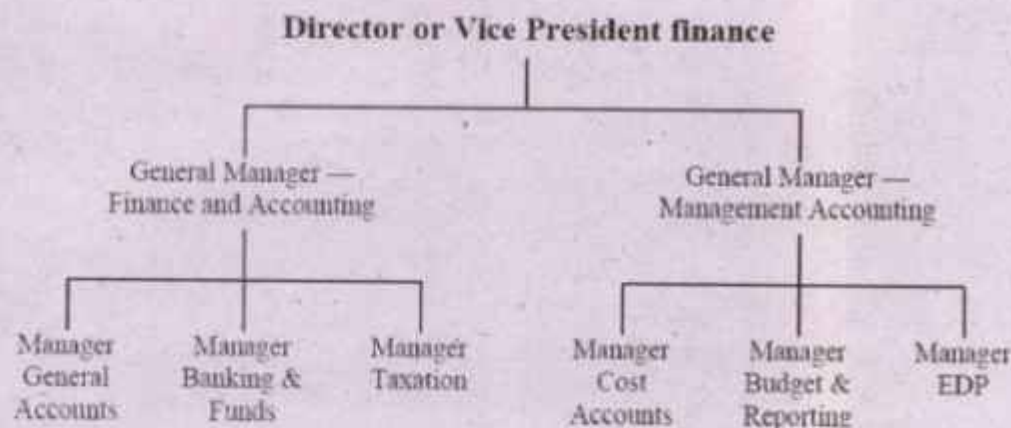 Director or Vice President finance
General Manager —
Finance and Accounting
General Manager —
Management Accounting
Manager
General
Accounts
Manager
Banking &
Funds
Manager
Taxation
Manager
Cost
Accounts
Manager
Budget &
Reporting
Manager
EDP